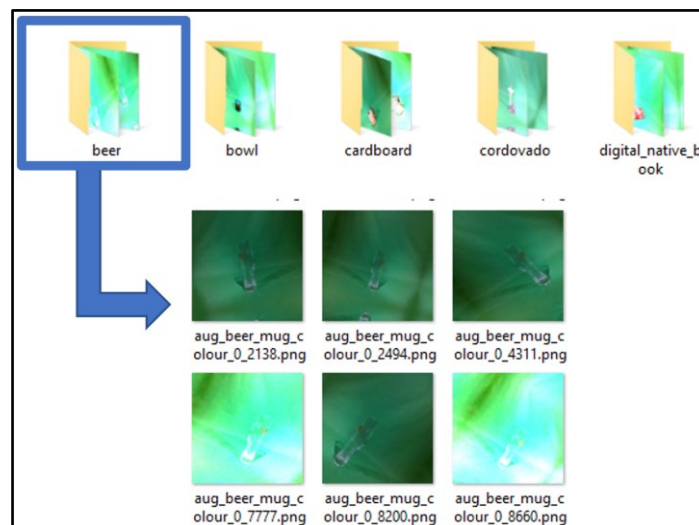 beer
bowl
cardboard
cordovado
digital_native_b
ook
aug_beer_mug_c
olour_0_2138.png
aug_beer_mug_c
olour_0_2494.png
aug_beer_mug_c
olour_0_4311.png
aug_beer_mug_c
olour_0_7777.png
aug_beer_mug_c
olour_0_8200.png
aug_beer_mug_c
olour_0_8660.png